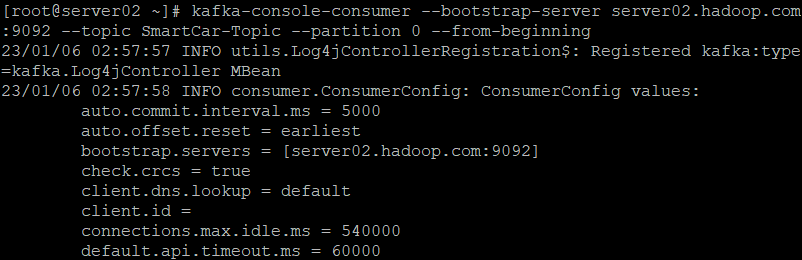 [root@server02 ~]# kafka-console-consumer --bootstrap-server server02.hadoop.com
:9092 --topic SmartCar-Topic --partition 0 --from-beginning
23/01/06 02:57:57 INFO utils.Log4jControllerRegistration$: Registered kafka:type
=kafka.Log4jController MBean
23/01/06 02:57:58 INFO consumer.ConsumerConfig: ConsumerConfig values:
        auto.commit.interval.ms = 5000
        auto.offset.reset = earliest
        bootstrap.servers = [server02.hadoop.com:9092]
        check.crcs = true
        client.dns.lookup = default
        client.id =
        connections.max.idle.ms = 540000
        default.api.timeout.ms = 60000